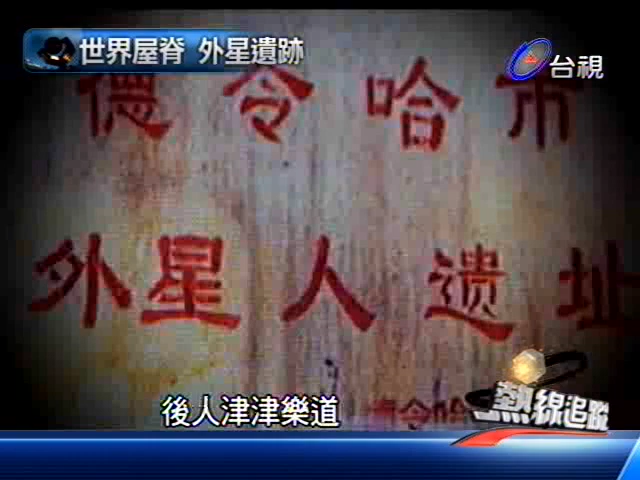 世界屋脊 外星遺跡
台視
德令哈市
外星人遗址
後人津津樂道
熱線追蹤